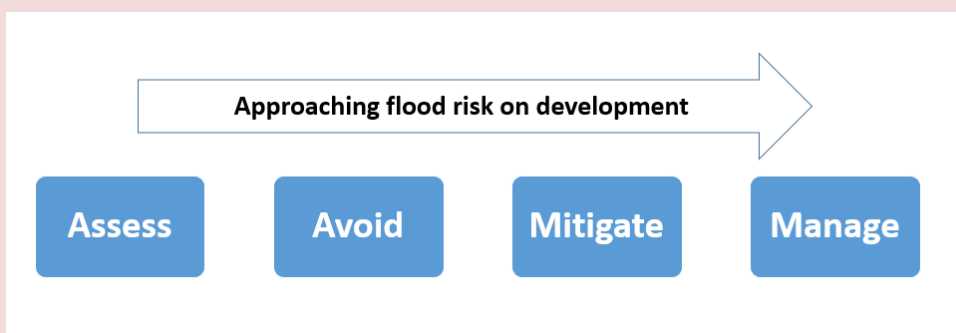 Approaching flood risk on development
Assess
Avoid
Mitigate
Manage